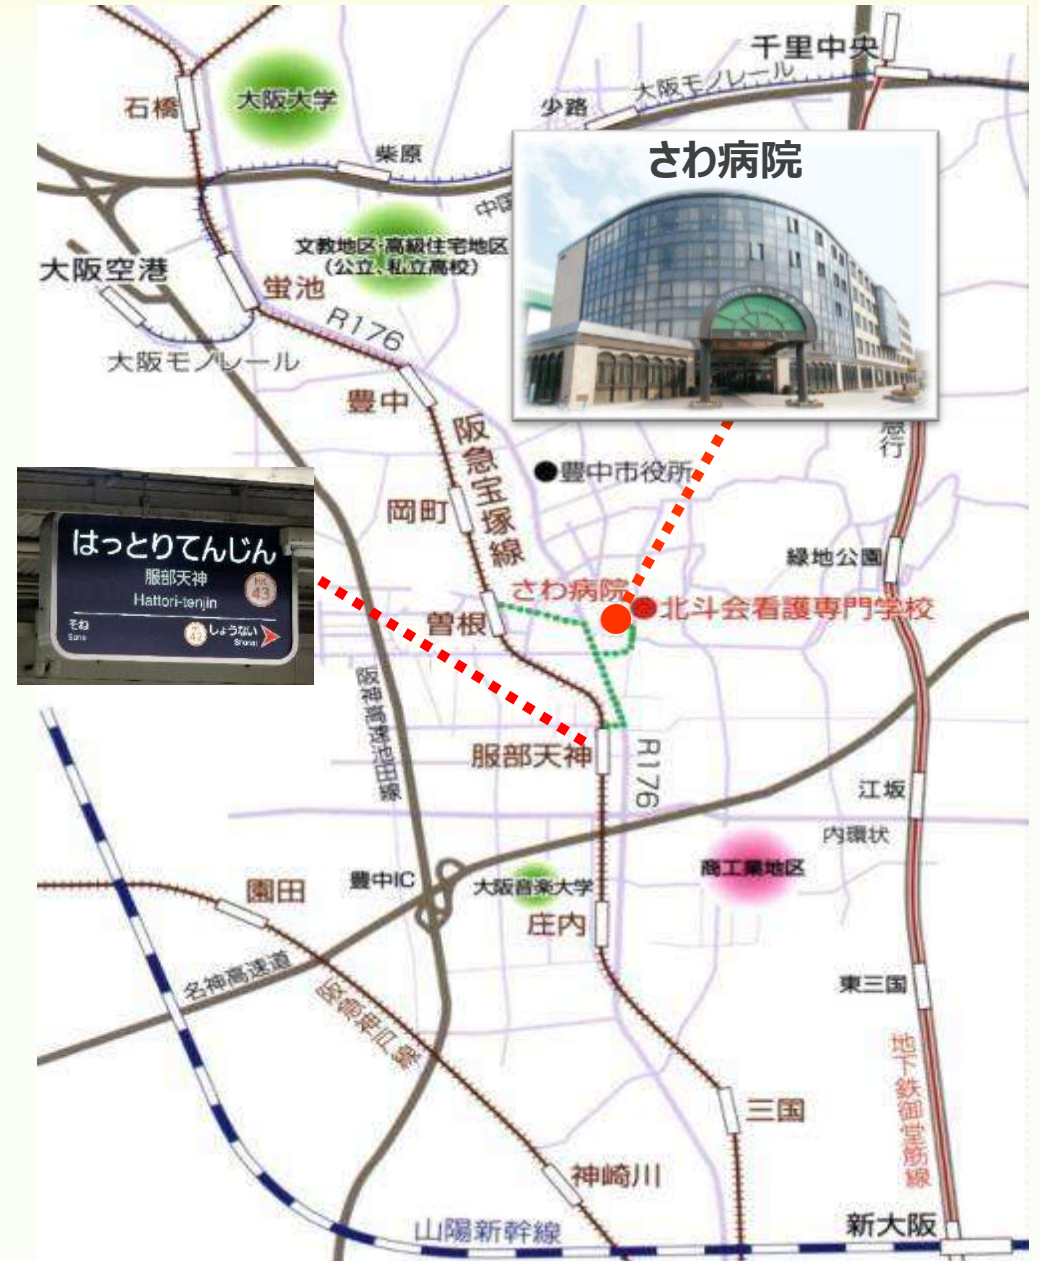 千里中央
大阪モノレール
石橋
大阪大学
少路
柴原
さわ病院
中国
文教地区・高級住宅地区
(公立、私立高校)
大阪空港
蛍池
R176
大阪モノレール
豊中
阪急宝塚線
急行
豊中市役所
岡町
はっとりてんじん
服部天神
Hattori-tenjin
HK
43
そね
Sone
42
しょうない
Shonai
緑地公園
さわ病院
北斗会看護専門学校
曽根
阪神高速池田線
服部天神
R176
江坂
内環状
豊中IC
大阪音楽大学
商工業地区
園田
庄内
名神高速道
阪急神戸線
東三国
地下鉄御堂筋線
三国
神崎川
山陽新幹線
新大阪